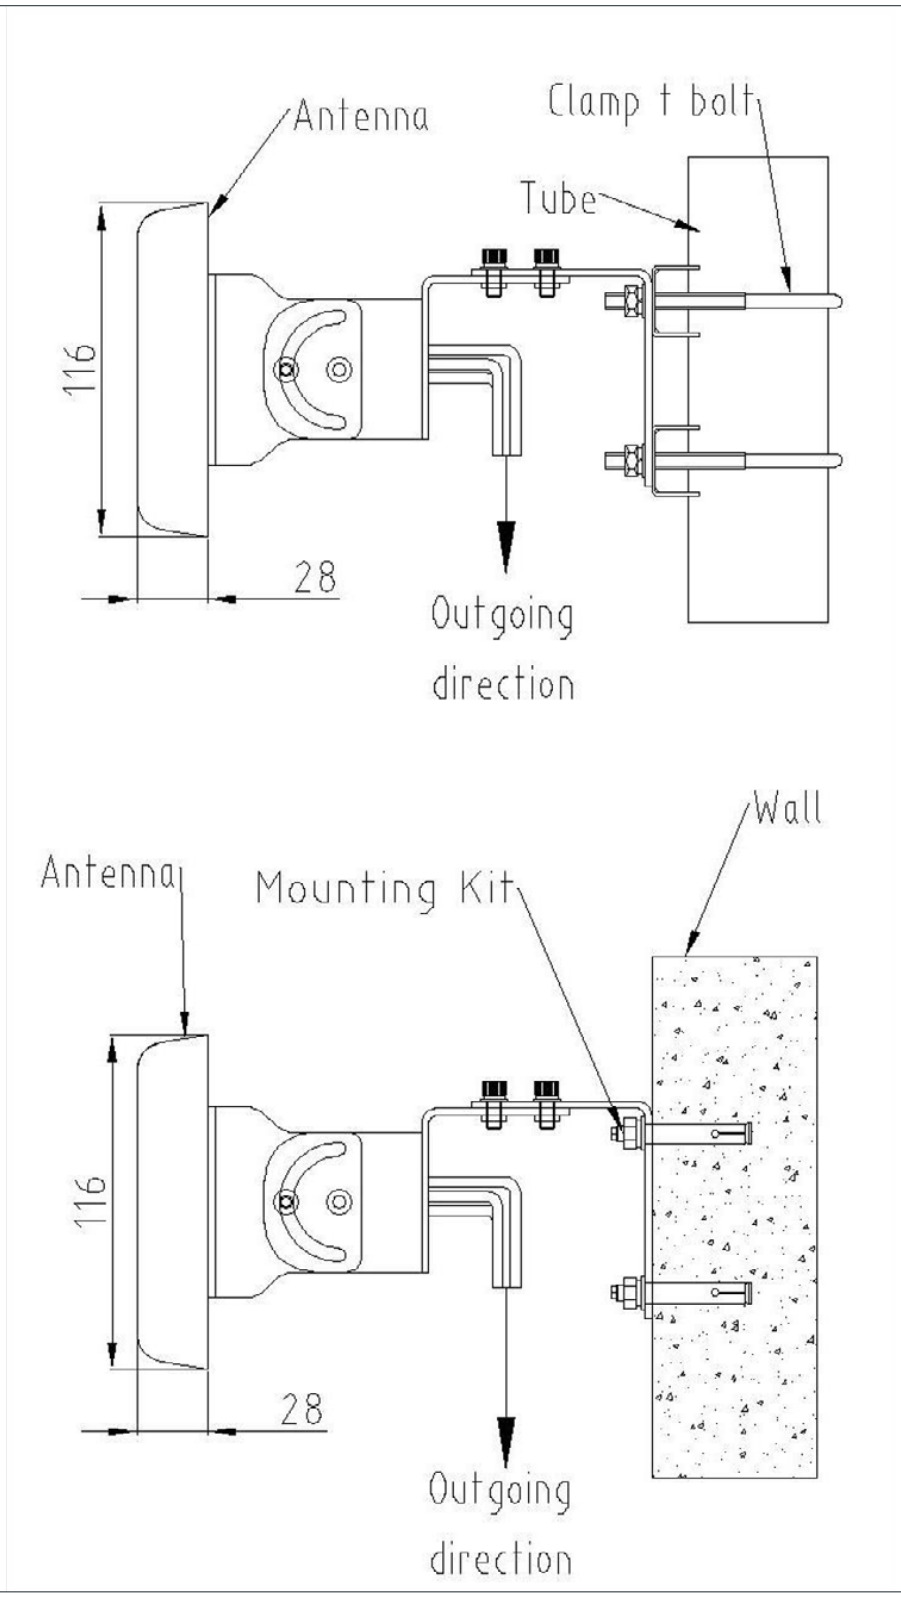 Clamp t bolt
Antenna
Tube
116
28
Outgoing
direction
Wall
Antenna
Mounting Kit
116
28
Outgoing
direction